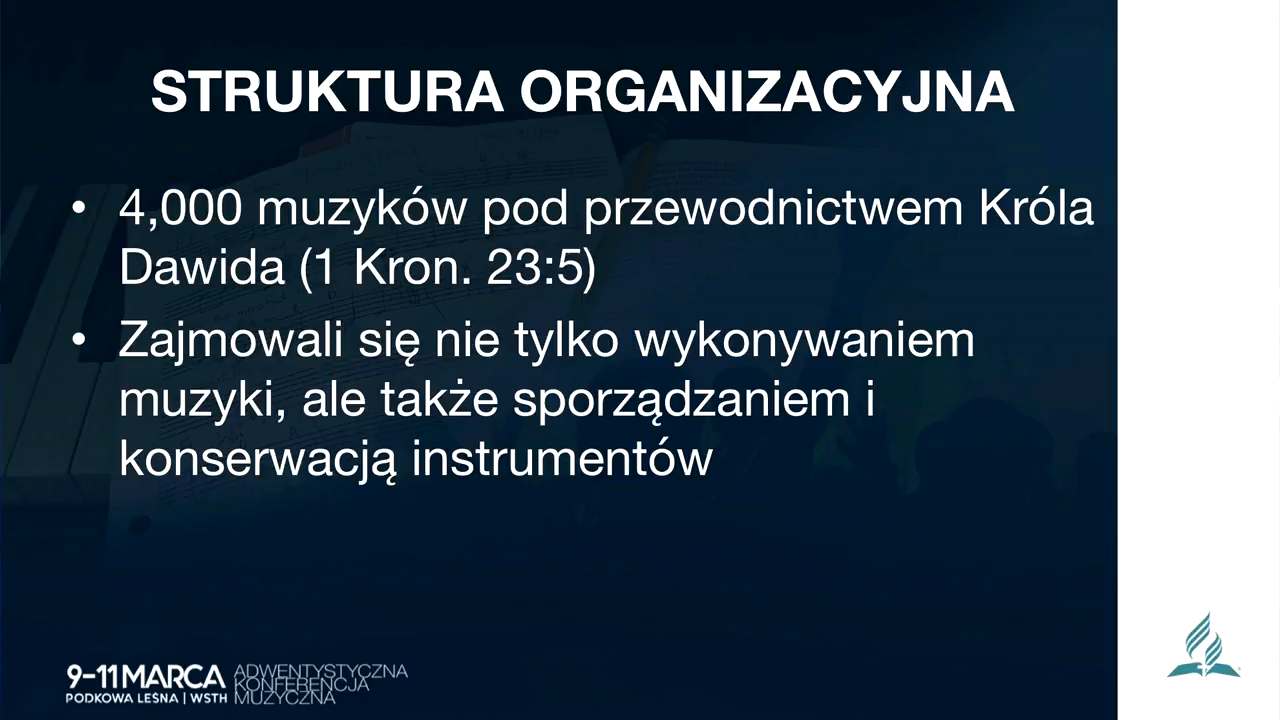 STRUKTURA ORGANIZACYJNA
• 4,000 muzyków pod przewodnictwem Króla
Dawida (1 Kron. 23:5)
• Zajmowali się nie tylko wykonywaniem
muzyki, ale także sporządzaniem i
konserwacją instrumentów
9-11 MARCA
PODKOWA LEŚNA | WSTH
ADWENTYSTYCZNA
KONFERENCJA
MUZYCZNA